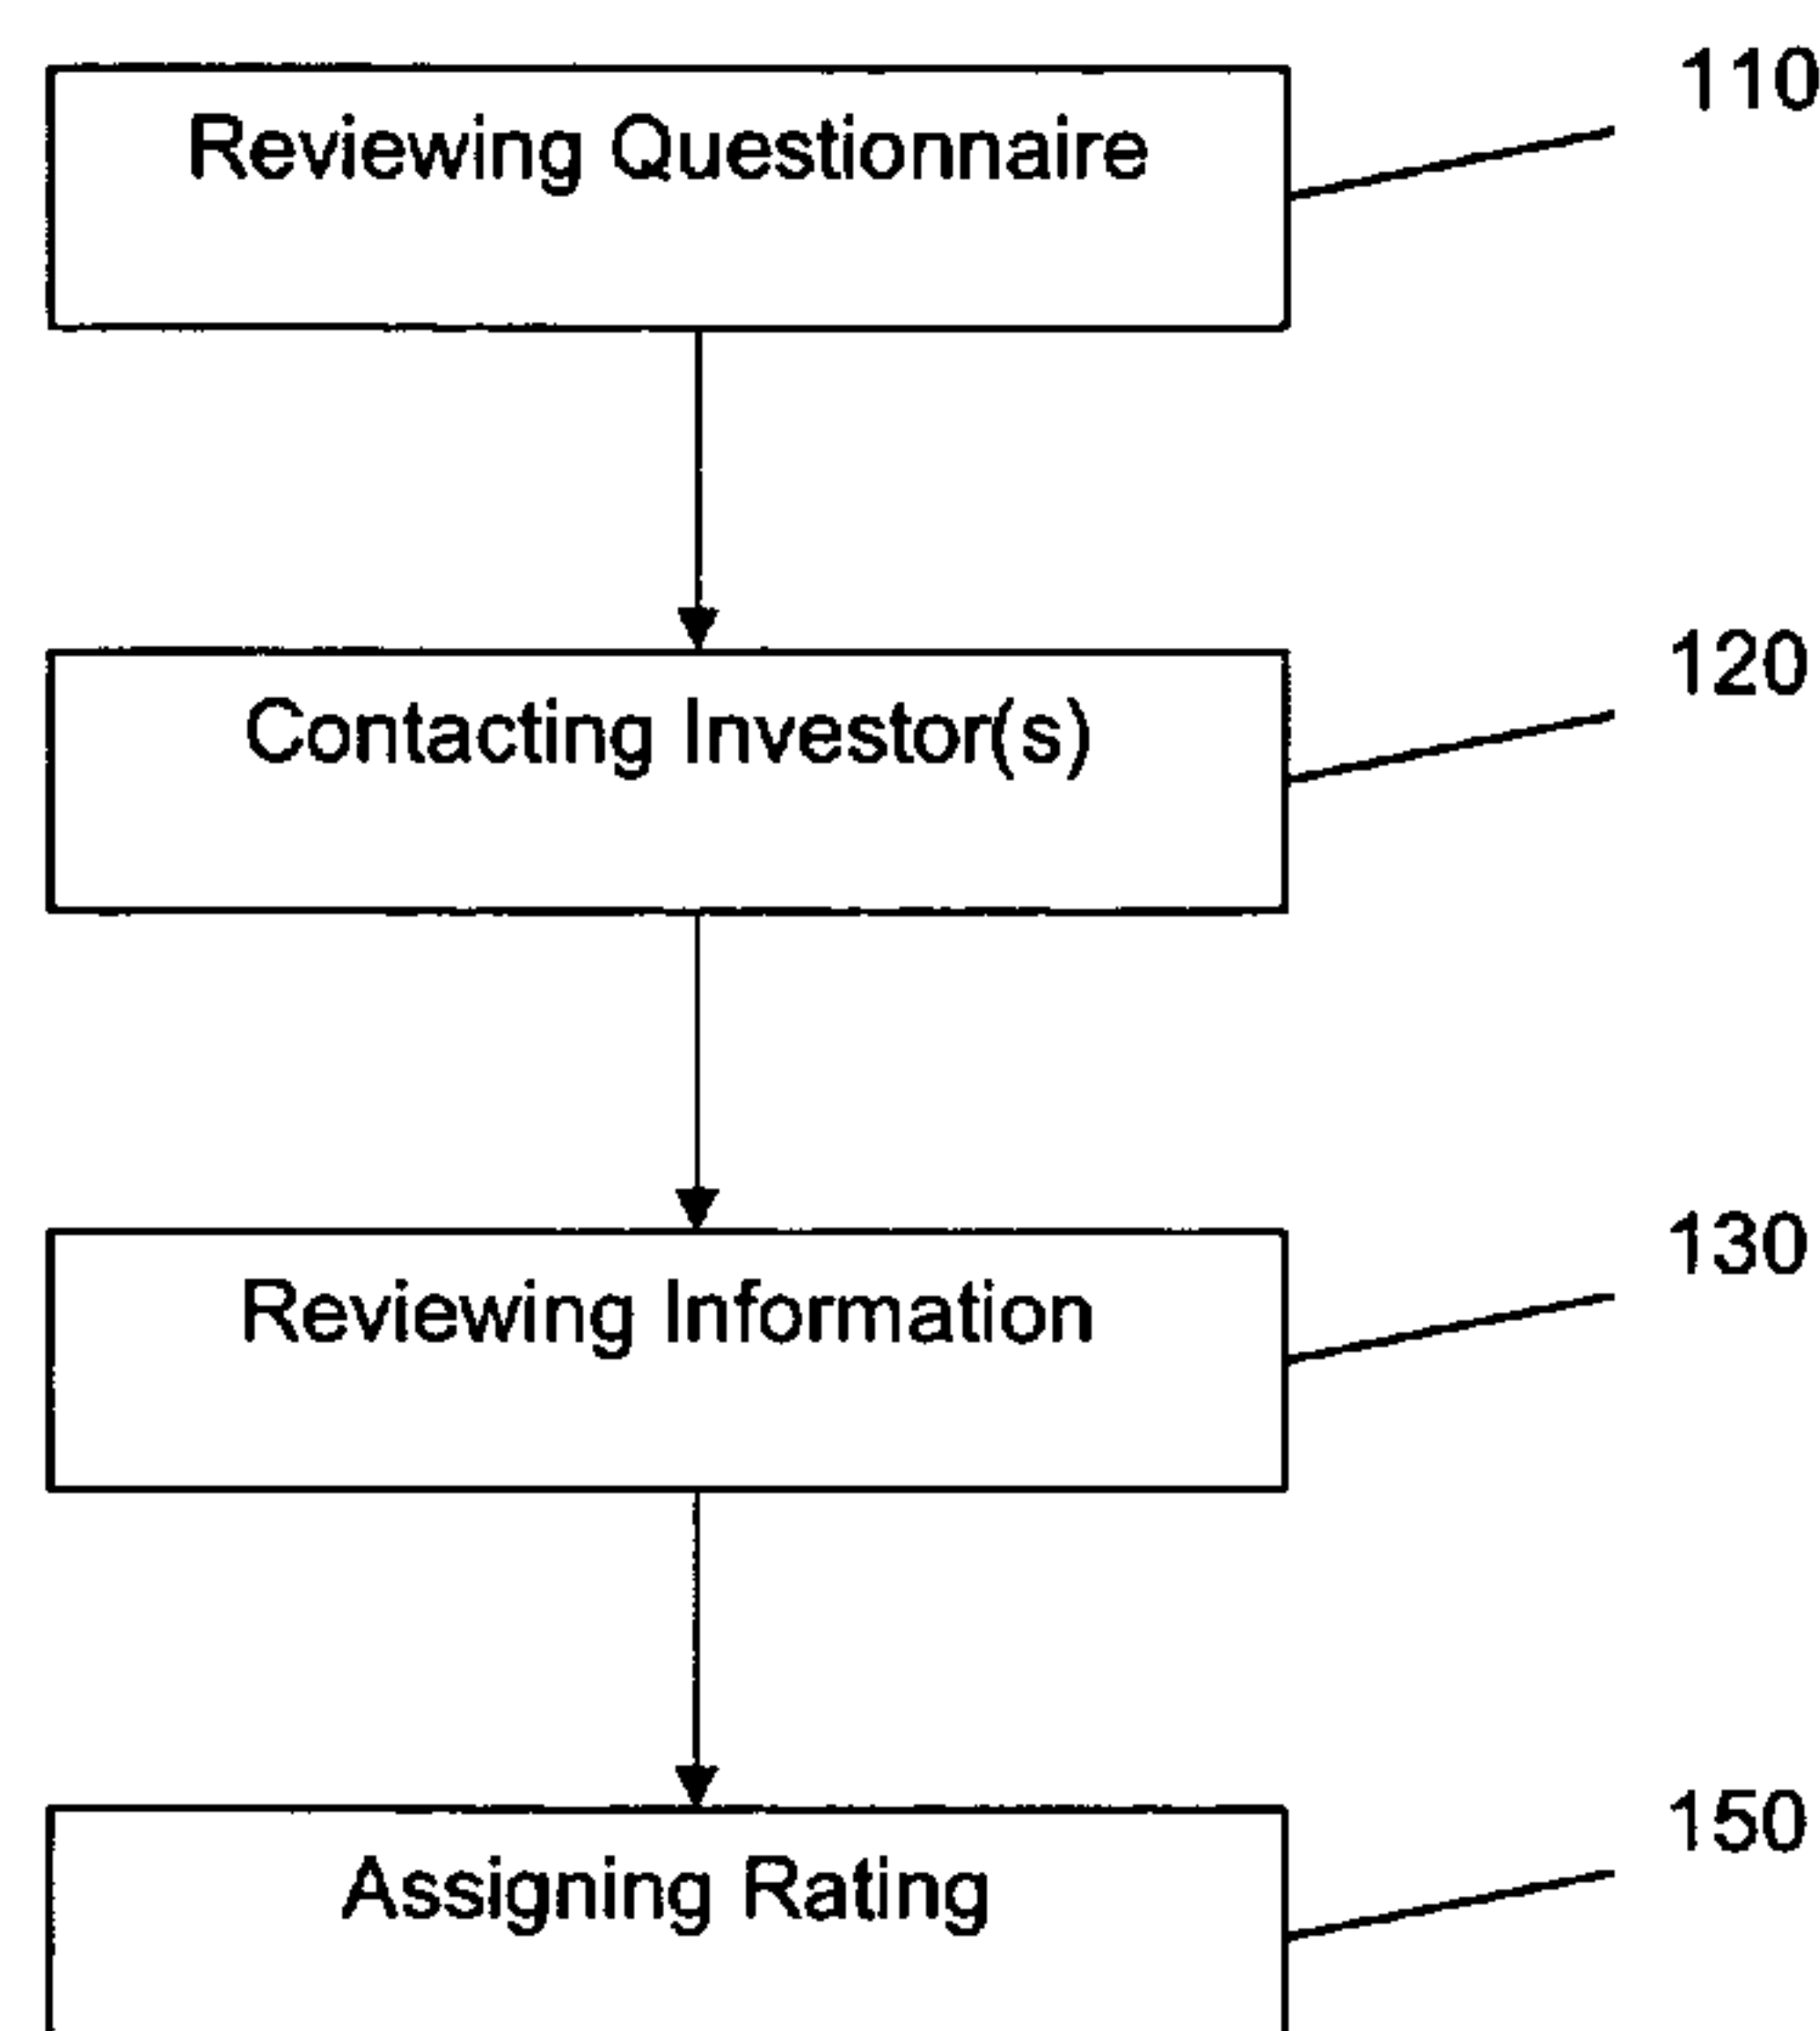 110
Reviewing Questionnaire
120
Contacting Investor(s)
130
Reviewing Information
150
Assigning Rating